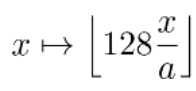 x ↦ ⌊128 x/a⌋